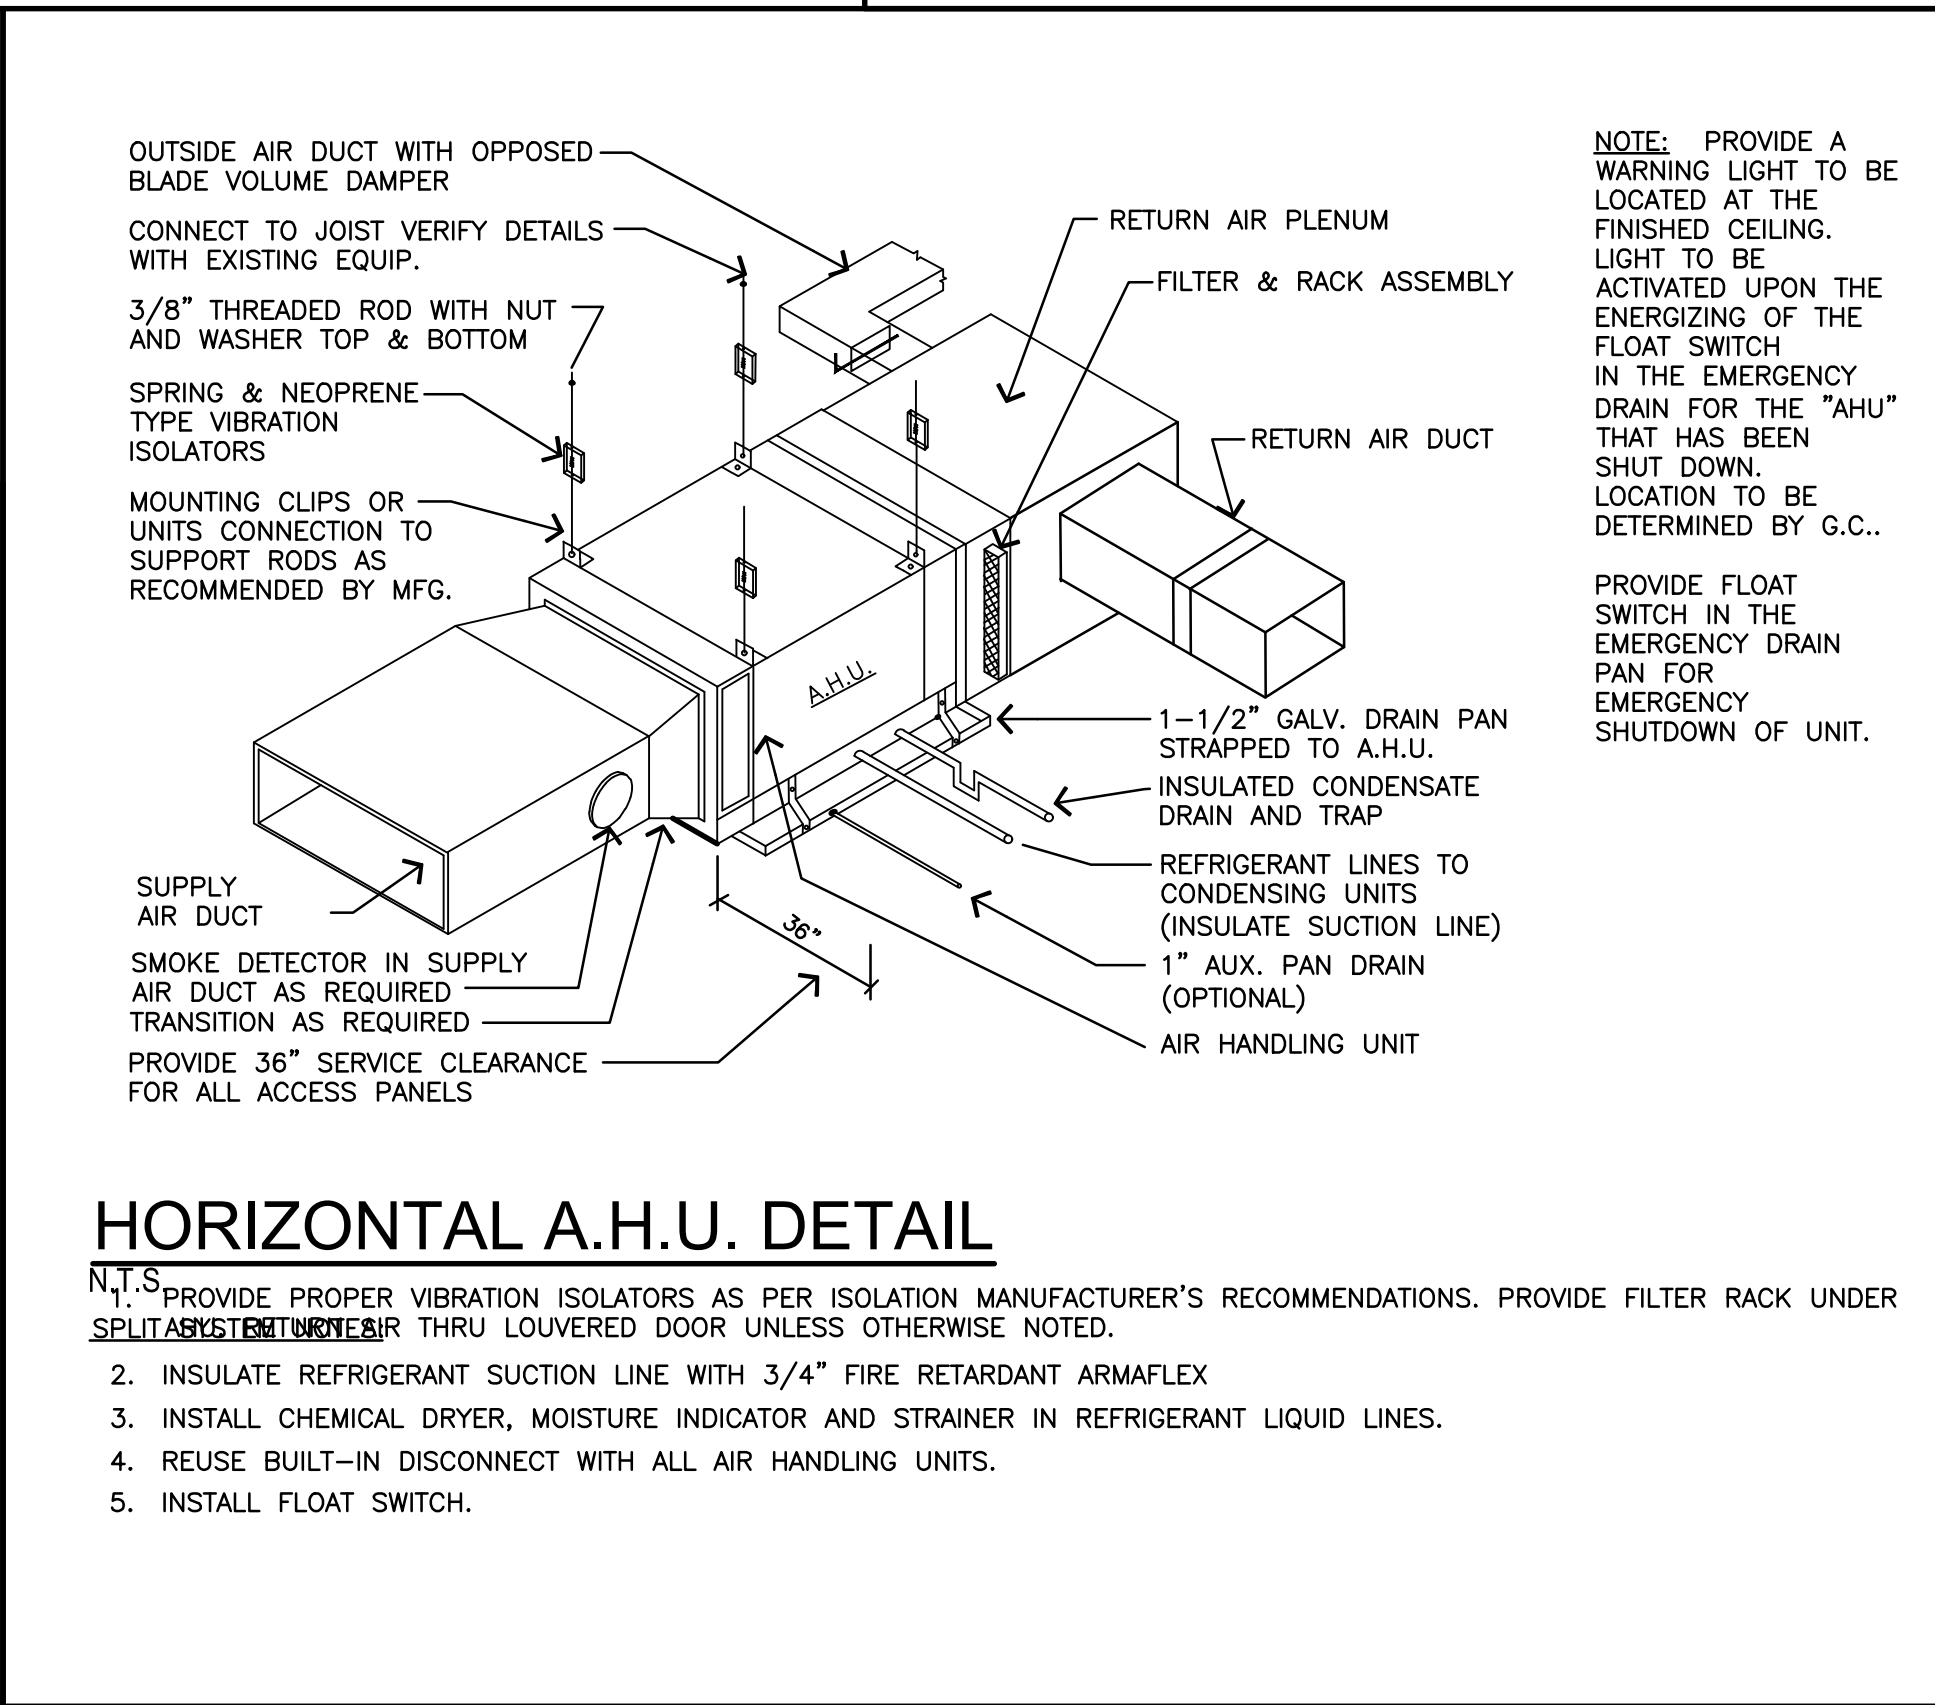 OUTSIDE AIR DUCT WITH OPPOSED
BLADE VOLUME DAMPER
CONNECT TO JOIST VERIFY DETAILS
WITH EXISTING EQUIP.
3/8" THREADED ROD WITH NUT
AND WASHER TOP & BOTTOM
SPRING & NEOPRENE
TYPE VIBRATION
ISOLATORS
MOUNTING CLIPS OR
UNITS CONNECTION TO
SUPPORT RODS AS
RECOMMENDED BY MFG.
SUPPLY
AIR DUCT
SMOKE DETECTOR IN SUPPLY
AIR DUCT AS REQUIRED
TRANSITION AS REQUIRED
PROVIDE 36" SERVICE CLEARANCE
FOR ALL ACCESS PANELS
A.H.U.
36"
RETURN AIR PLENUM
FILTER & RACK ASSEMBLY
RETURN AIR DUCT
1-1/2" GALV. DRAIN PAN
STRAPPED TO A.H.U.
INSULATED CONDENSATE
DRAIN AND TRAP
REFRIGERANT LINES TO
CONDENSING UNITS
(INSULATE SUCTION LINE)
1" AUX. PAN DRAIN
(OPTIONAL)
AIR HANDLING UNIT
NOTE: PROVIDE A
WARNING LIGHT TO BE
LOCATED AT THE
FINISHED CEILING.
LIGHT TO BE
ACTIVATED UPON THE
ENERGIZING OF THE
FLOAT SWITCH
IN THE EMERGENCY
DRAIN FOR THE "AHU"
THAT HAS BEEN
SHUT DOWN.
LOCATION TO BE
DETERMINED BY G.C..
PROVIDE FLOAT
SWITCH IN THE
EMERGENCY DRAIN
PAN FOR
EMERGENCY
SHUTDOWN OF UNIT.
HORIZONTAL A.H.U. DETAIL
N.T.S.
SPLIT SYSTEM NOTES:
1. PROVIDE PROPER VIBRATION ISOLATORS AS PER ISOLATION MANUFACTURER'S RECOMMENDATIONS. PROVIDE FILTER RACK UNDER
AHU. RETURN AIR THRU LOUVERED DOOR UNLESS OTHERWISE NOTED.
2. INSULATE REFRIGERANT SUCTION LINE WITH 3/4" FIRE RETARDANT ARMAFLEX
3. INSTALL CHEMICAL DRYER, MOISTURE INDICATOR AND STRAINER IN REFRIGERANT LIQUID LINES.
4. REUSE BUILT-IN DISCONNECT WITH ALL AIR HANDLING UNITS.
5. INSTALL FLOAT SWITCH.